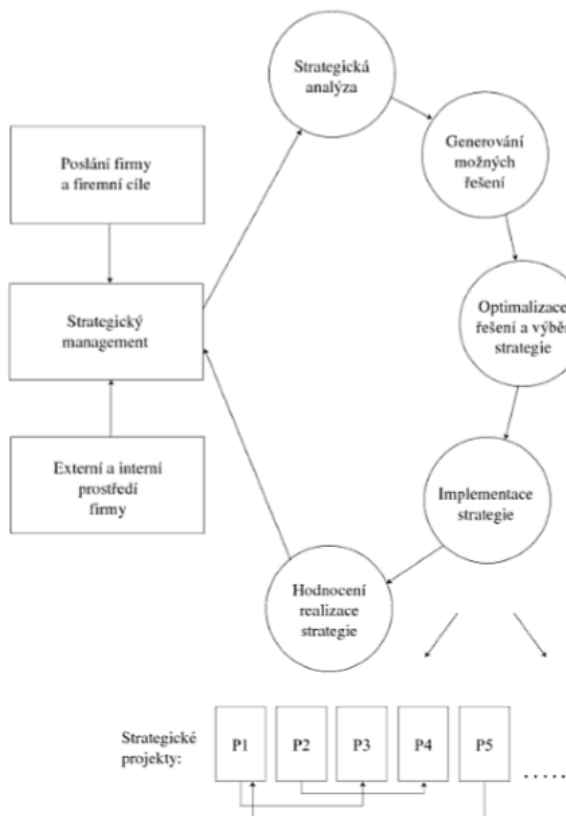 Strategická
analýza
Generování
možných
řešení
Poslání firmy
a firemní cíle
Strategický
management
Optimalizace
řešení a výběr
strategie
Externí a interní
prostředí
firmy
Implementace
strategie
Hodnocení
realizace
strategie
Strategické
projekty:
P1 P2 P3 P4 P5 .....